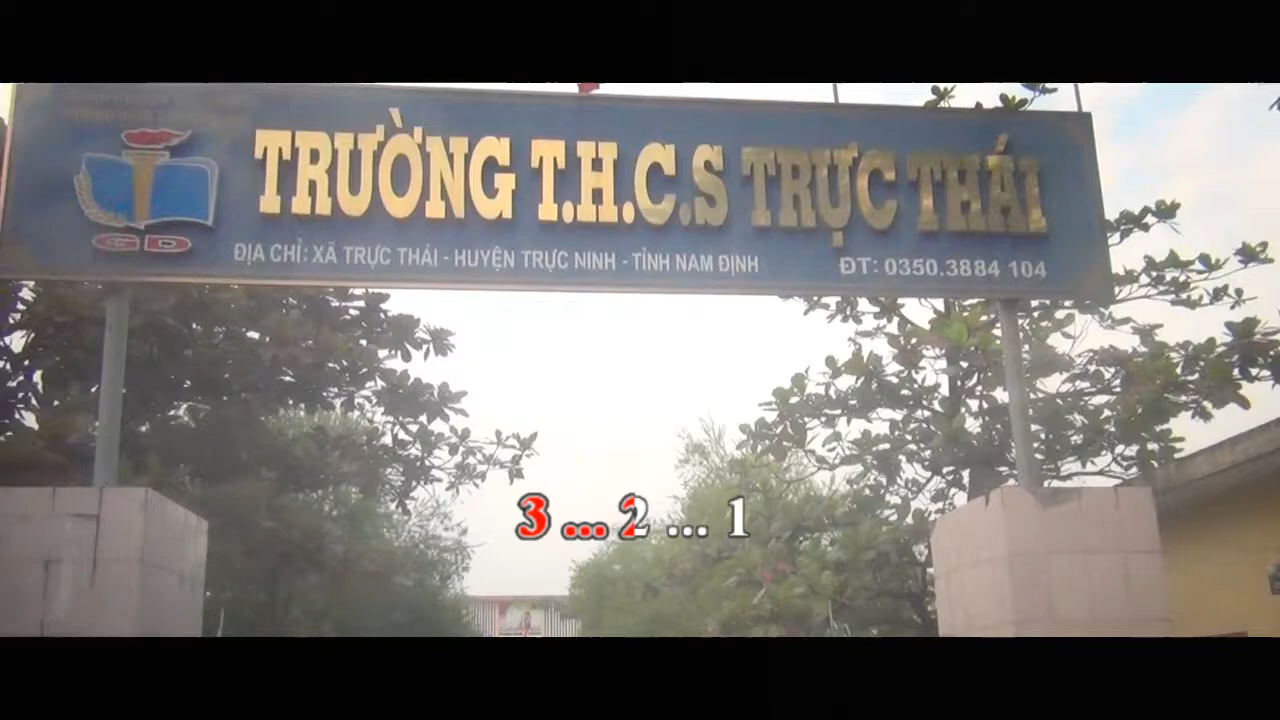 TRƯỜNG T.H.C.S TRỰC THÁI
GD
ĐỊA CHỈ: XÃ TRỰC THÁI - HUYỆN TRỰC NINH - TỈNH NAM ĐỊNH ĐT: 0350.3884 104
3 ... 2 ... 1